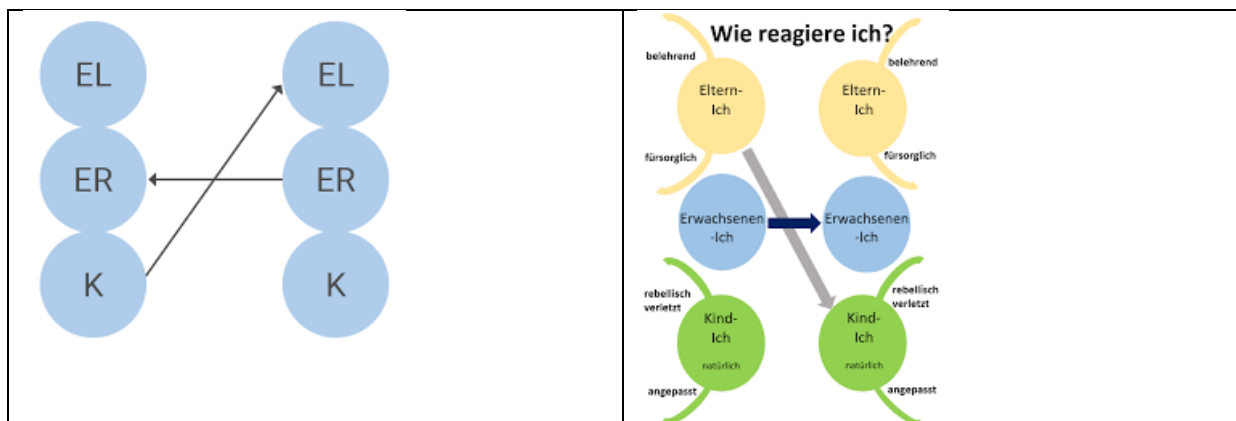 EL
EL
ER
ER
K
K
Wie reagiere ich?
belehrend
belehrend
Eltern-
Ich
Eltern-
Ich
fürsorglich
fürsorglich
Erwachsenen
-Ich
Erwachsenen
-Ich
rebellisch
verletzt
rebellisch
verletzt
Kind-
Ich
natürlich
Kind-
Ich
natürlich
angepasst
angepasst